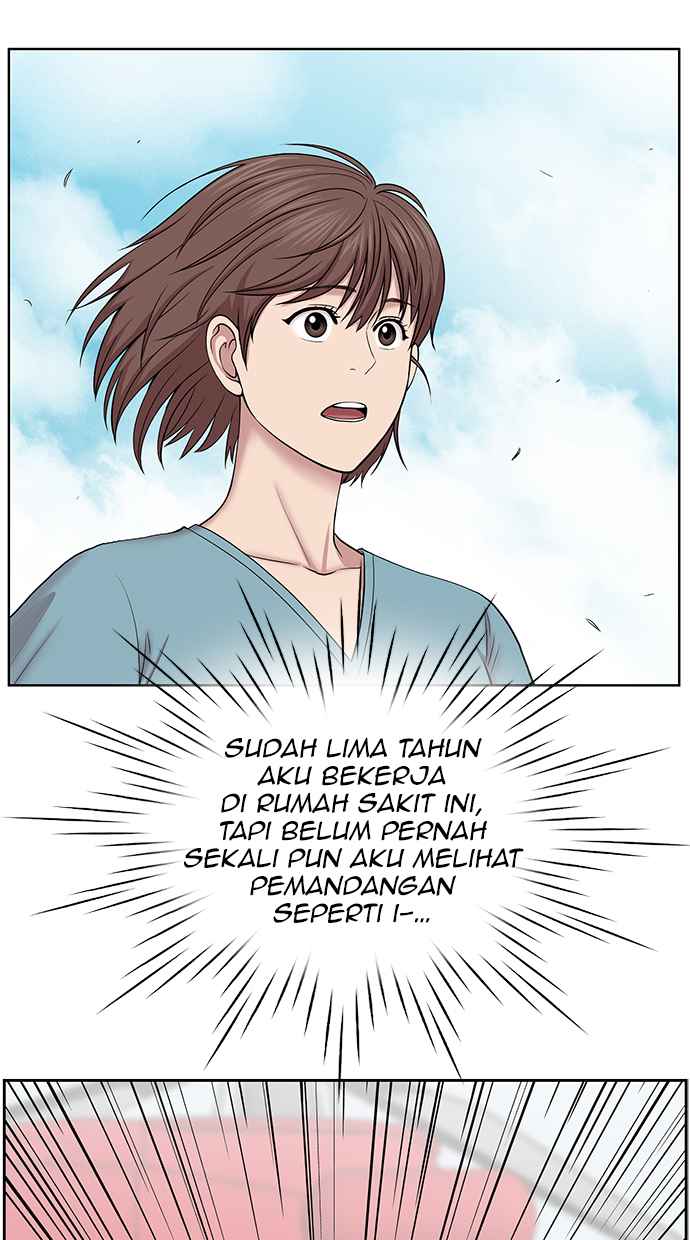 SUDAH LIMA TAHUN
AKU BEKERJA
DI RUMAH SAKIT INI,
TAPI BELUM PERNAH
SEKALI PUN AKU MELIHAT
PEMANDANGAN
SEPERTI I-...